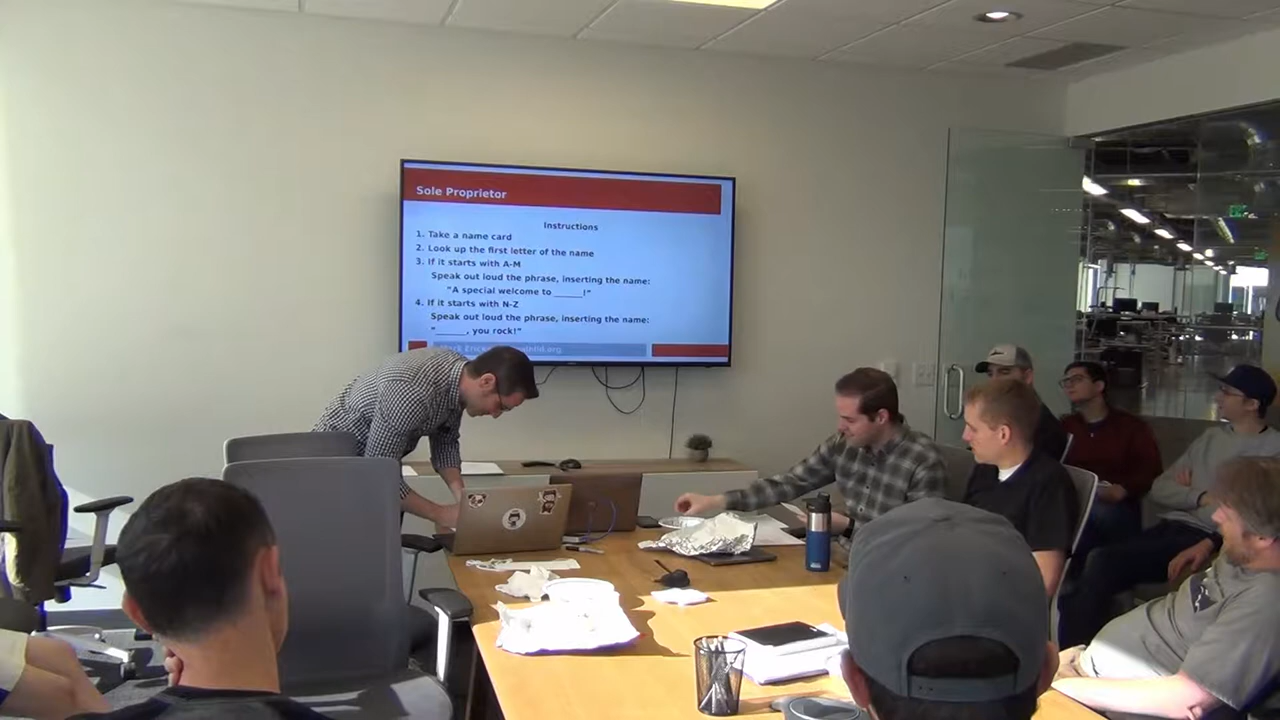 Sole Proprietor
Instructions
1. Take a name card
2. Look up the first letter of the name
3. If it starts with A-M
Speak out loud the phrase, inserting the name:
"A special welcome to ______!"
4. If it starts with N-Z
Speak out loud the phrase, inserting the name:
"______, you rock!"